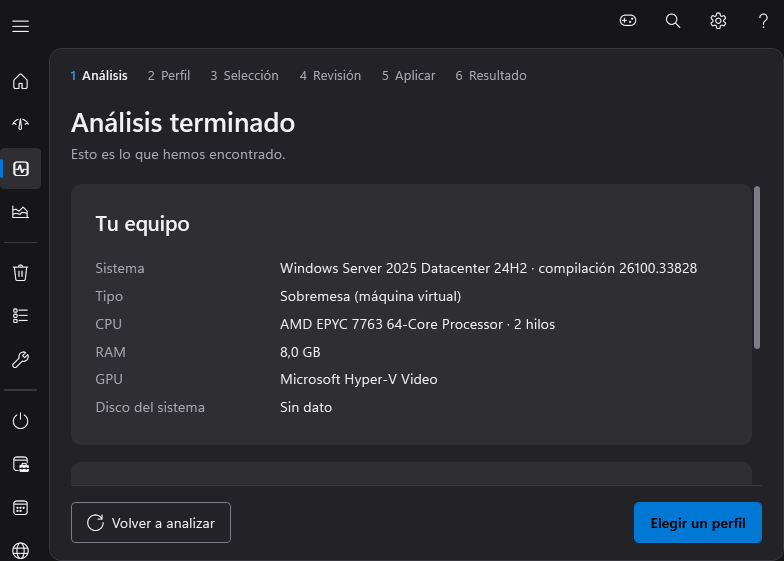 1 Análisis 2 Perfil 3 Selección 4 Revisión 5 Aplicar 6 Resultado
Análisis terminado
Esto es lo que hemos encontrado.
Tu equipo
Sistema Windows Server 2025 Datacenter 24H2 · compilación 26100.33828
Tipo Sobremesa (máquina virtual)
CPU AMD EPYC 7763 64-Core Processor · 2 hilos
RAM 8,0 GB
GPU Microsoft Hyper-V Video
Disco del sistema Sin dato
Volver a analizar Elegir un perfil